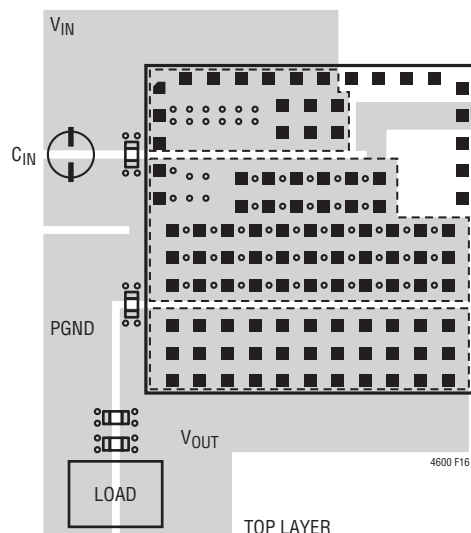 VIN
CIN
PGND
VOUT
4600 F16
LOAD
TOP LAYER